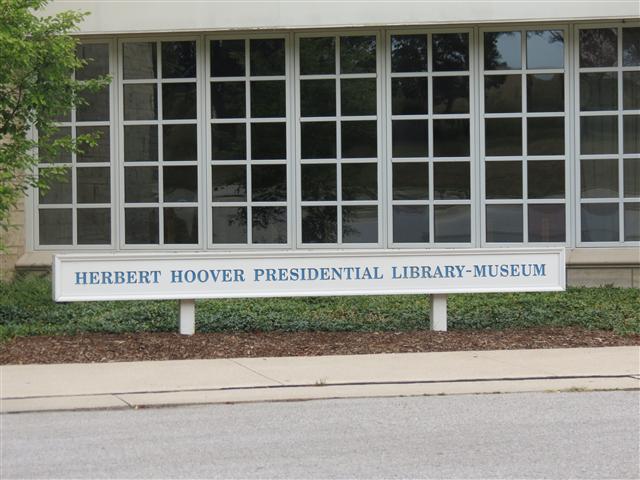 HERBERT HOOVER PRESIDENTIAL LIBRARY-MUSEUM